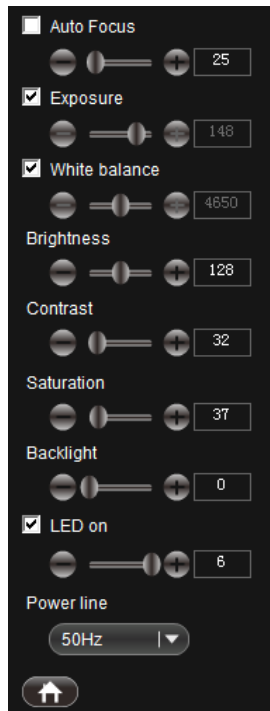 Auto Focus
25
Exposure
148
White balance
4650
Brightness
128
Contrast
32
Saturation
37
Backlight
0
LED on
6
Power line
50Hz